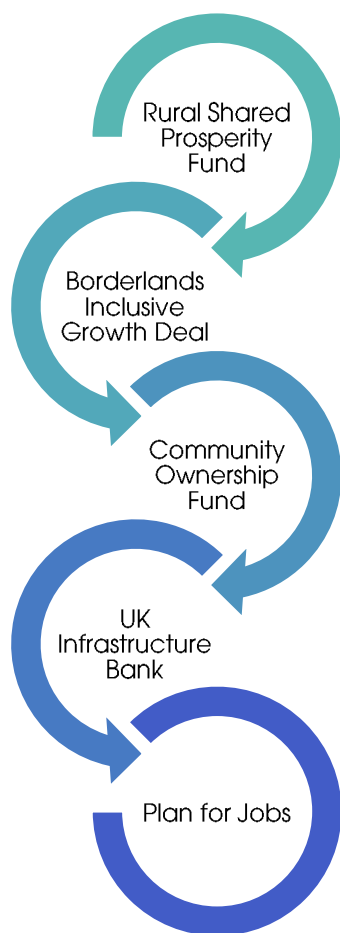 Rural Shared
Prosperity
Fund
Borderlands
Inclusive
Growth Deal
Community
Ownership
Fund
UK
Infrastructure
Bank
Plan for Jobs